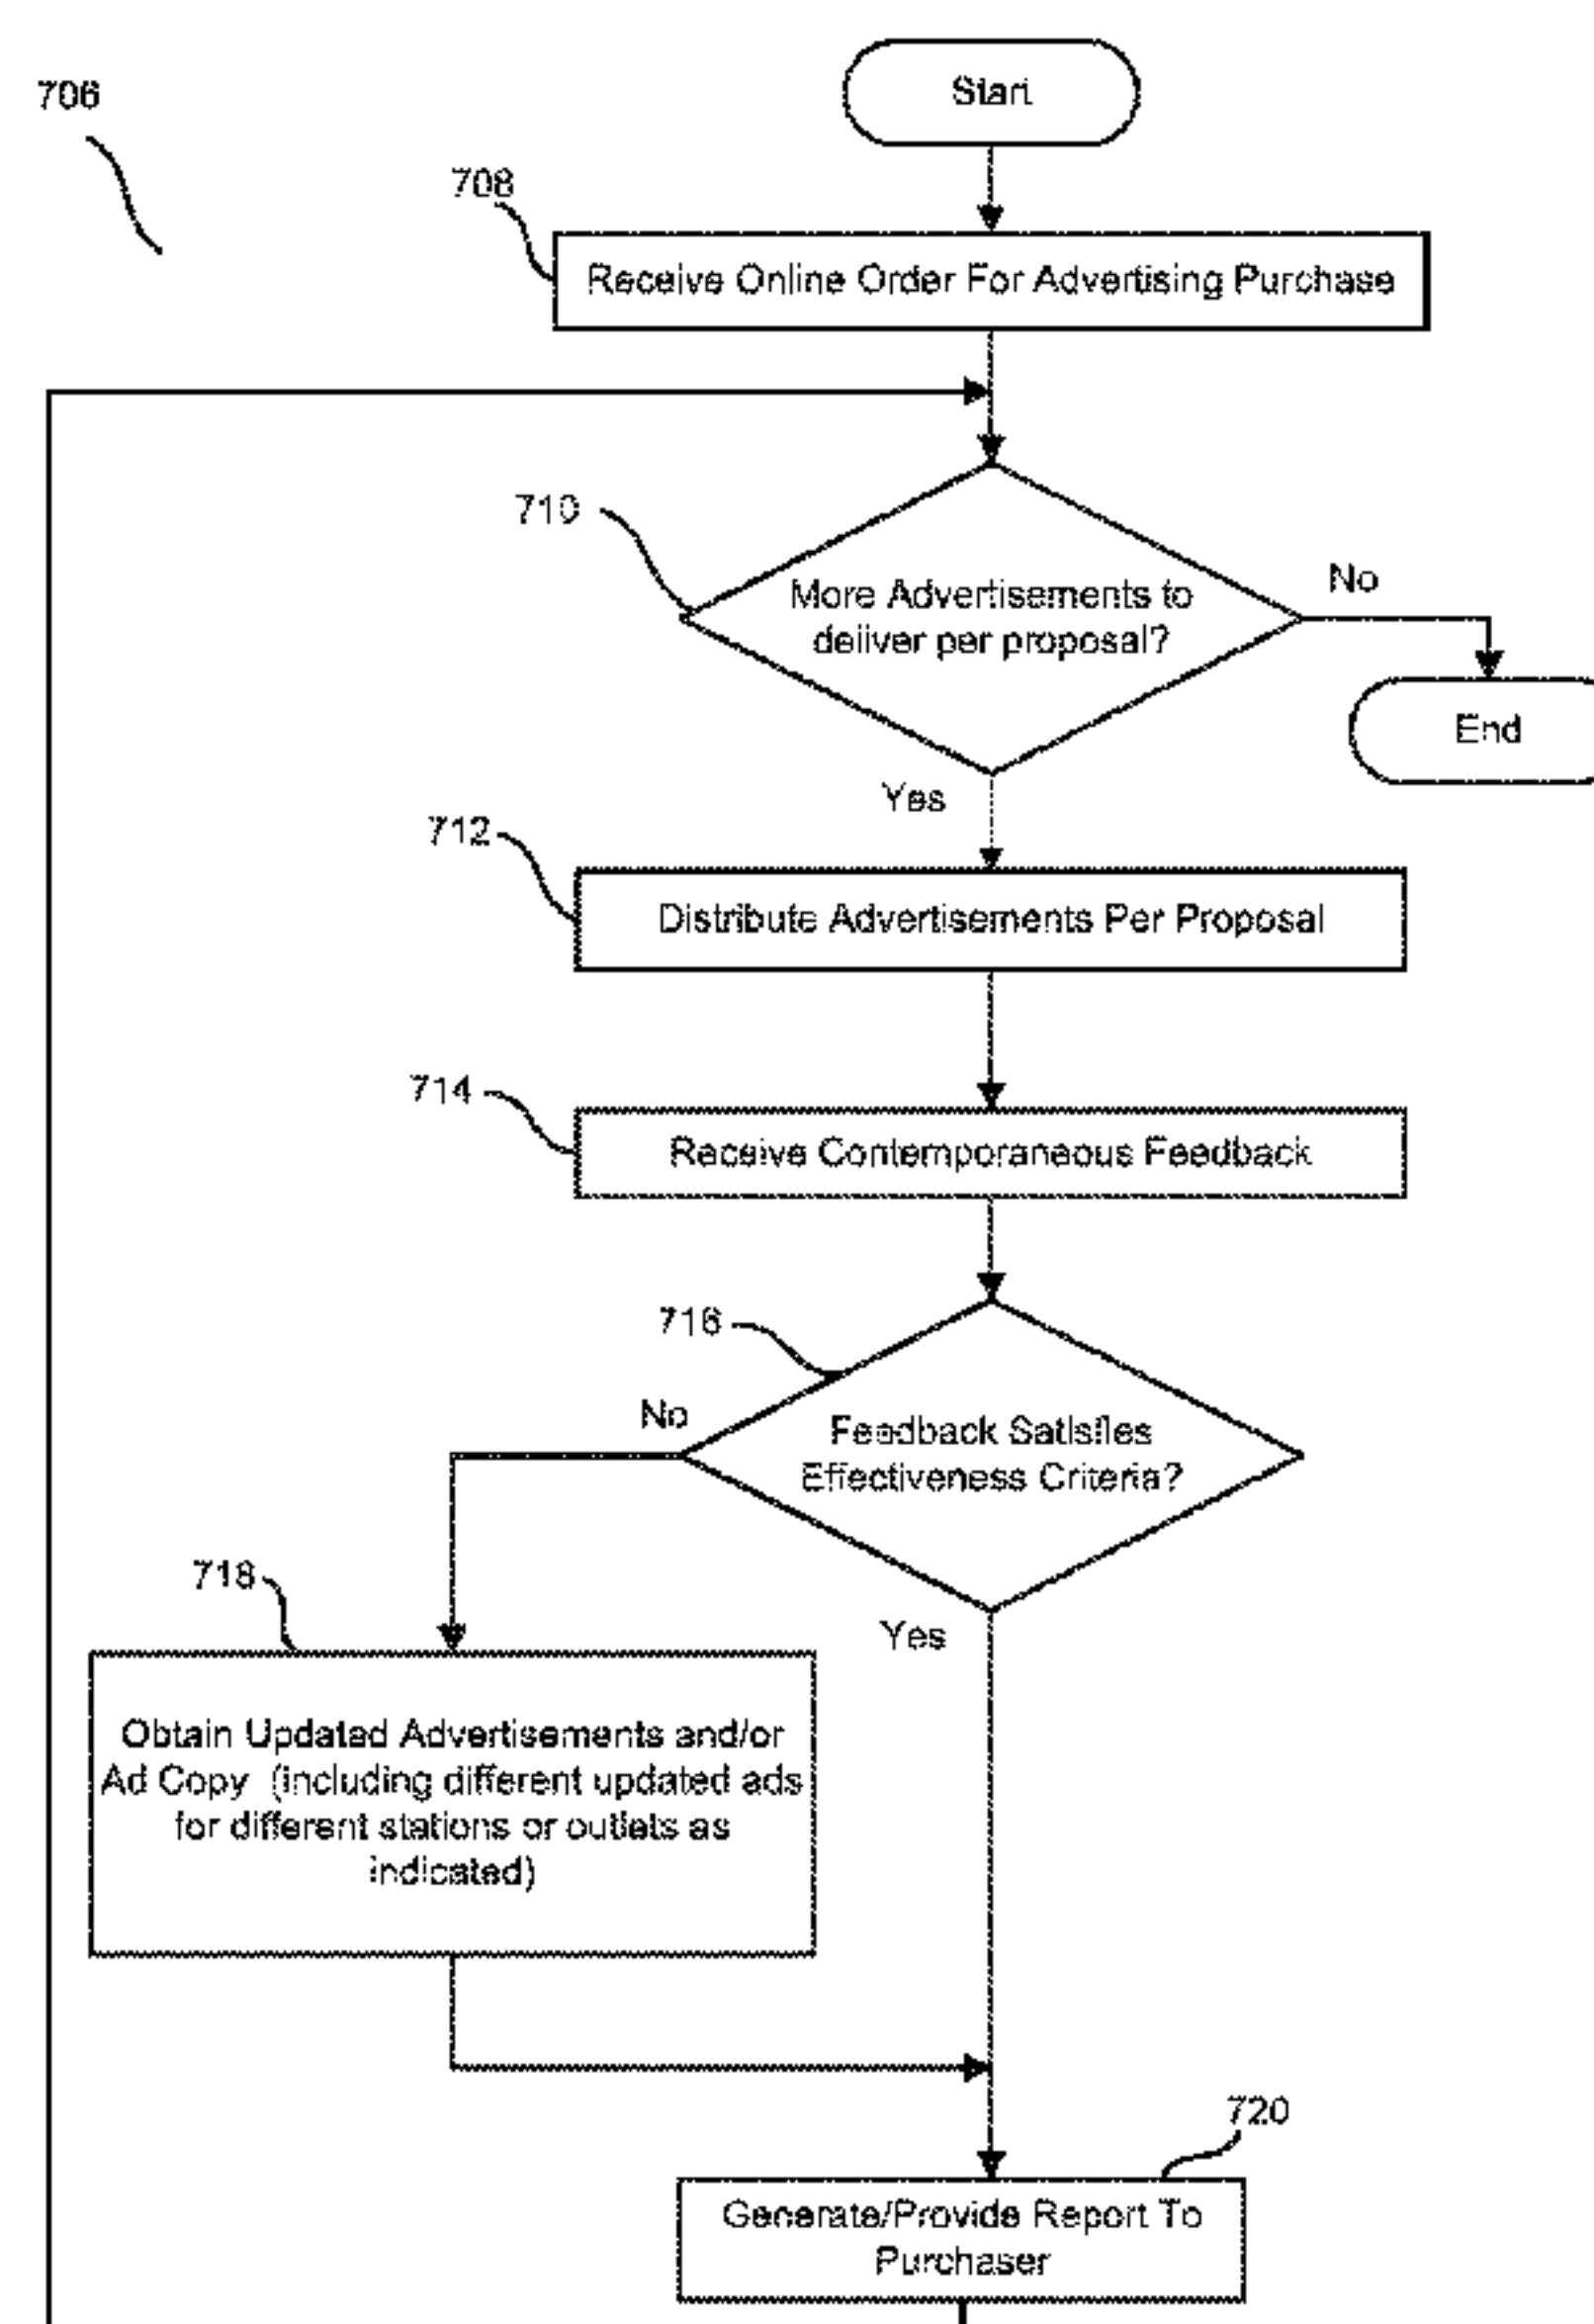 Start
706
708
Receive Online Order For Advertising Purchase
710
More Advertisements to
deliver per proposal?
No
End
Yes
712
Distribute Advertisements Per Proposal
714
Receive Contemporaneous Feedback
716
No
Feedback Satisfies
Effectiveness Criteria?
718
Yes
Obtain Updated Advertisements and/or
Ad Copy (including different updated ads
for different stations or outlets as
indicated)
720
Generate/Provide Report To
Purchaser